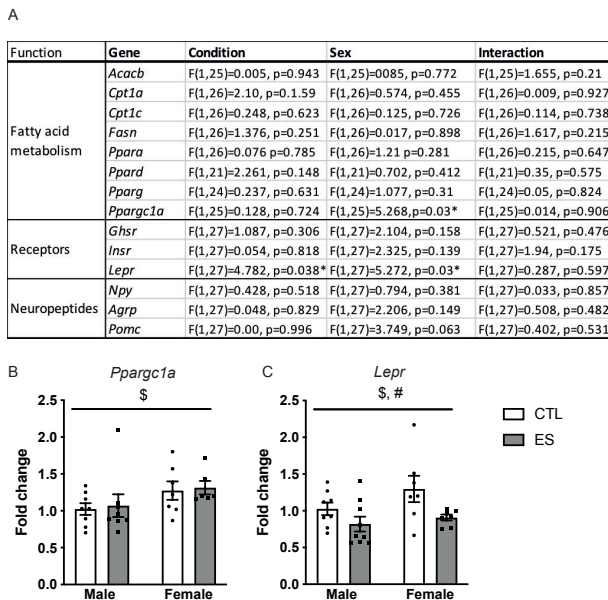 A
Function Gene Condition Sex Interaction
Fatty acid metabolism
Acacb F(1,25)=0.005, p=0.943 F(1,25)=0085, p=0.772 F(1,25)=1.655, p=0.21
Cpt1a F(1,26)=2.10, p=0.1.59 F(1,26)=0.574, p=0.455 F(1,26)=0.009, p=0.927
Cpt1c F(1,26)=0.248, p=0.623 F(1,26)=0.125, p=0.726 F(1,26)=0.114, p=0.738
Fasn F(1,26)=1.376, p=0.251 F(1,26)=0.017, p=0.898 F(1,26)=1.617, p=0.215
Ppara F(1,26)=0.076 p=0.785 F(1,26)=1.21 p=0.281 F(1,26)=0.215, p=0.647
Ppard F(1,21)=2.261, p=0.148 F(1,21)=0.702, p=0.412 F(1,21)=0.35, p=0.575
Pparg F(1,24)=0.237, p=0.631 F(1,24)=1.077, p=0.31 F(1,24)=0.05, p=0.824
Ppargc1a F(1,25)=0.128, p=0.724 F(1,25)=5.268,p=0.03* F(1,25)=0.014, p=0.906
Receptors
Ghsr F(1,27)=1.087, p=0.306 F(1,27)=2.104, p=0.158 F(1,27)=0.521, p=0.476
Insr F(1,27)=0.054, p=0.818 F(1,27)=2.325, p=0.139 F(1,27)=1.94, p=0.175
Lepr F(1,27)=4.782, p=0.038* F(1,27)=5.272, p=0.03* F(1,27)=0.287, p=0.597
Neuropeptides
Npy F(1,27)=0.428, p=0.518 F(1,27)=0.794, p=0.381 F(1,27)=0.033, p=0.857
Agrp F(1,27)=0.048, p=0.829 F(1,27)=2.206, p=0.149 F(1,27)=0.508, p=0.482
Pomc F(1,27)=0.00, p=0.996 F(1,27)=3.749, p=0.063 F(1,27)=0.402, p=0.531
B
Ppargc1a
$
Fold change
2.5
2.0
1.5
1.0
0.5
0.0
Male Female
C
Lepr
$, #
Fold change
2.5
2.0
1.5
1.0
0.5
0.0
Male Female
CTL
ES